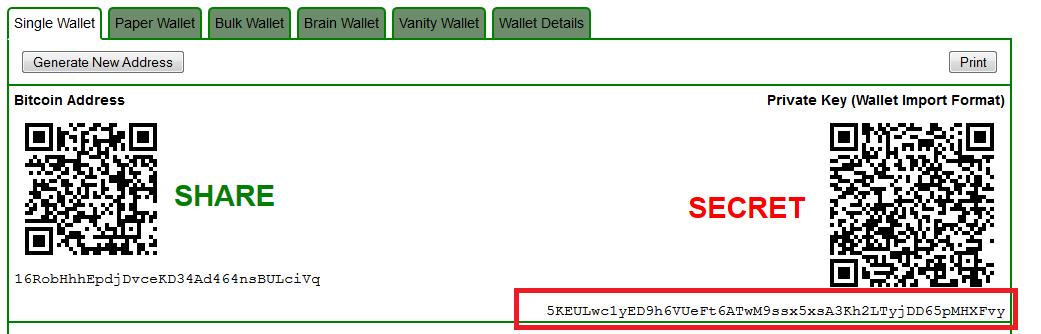 Single Wallet Paper Wallet Bulk Wallet Brain Wallet Vanity Wallet Wallet Details
Generate New Address Print
Bitcoin Address Private Key (Wallet Import Format)
SHARE SECRET
16RobHhhEpdjDvceKD34Ad464nsBULciVq
5KEULwc1yED9h6VUeFt6ATwM9ssx5xsA3Kh2LTyjDD65pMHXFvy